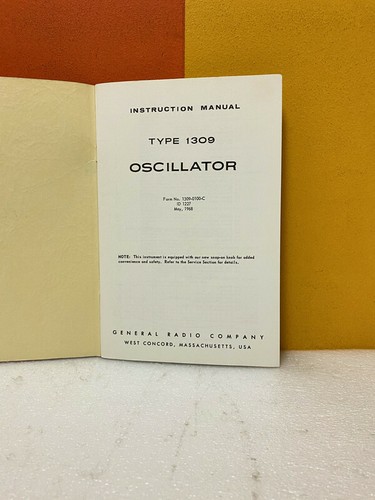 INSTRUCTION MANUAL
TYPE 1309
OSCILLATOR
Form No. 1309-0100-C
ID 1227
May, 1968
NOTE: This instrument is equipped with our new snap-on knob for added
convenience and safety. Refer to the Service Section for details.
GENERAL RADIO COMPANY
WEST CONCORD, MASSACHUSETTS, USA